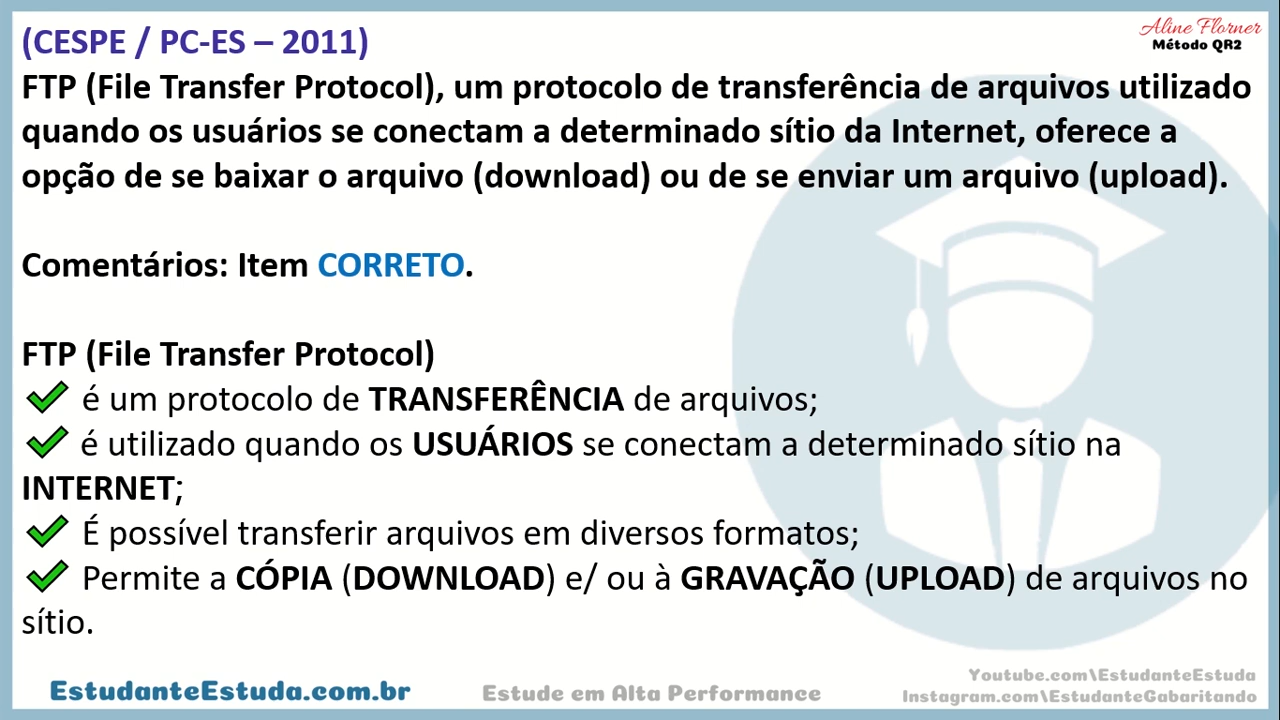 Aline Florner
Método QR2
(CESPE / PC-ES – 2011)
FTP (File Transfer Protocol), um protocolo de transferência de arquivos utilizado
quando os usuários se conectam a determinado sítio da Internet, oferece a
opção de se baixar o arquivo (download) ou de se enviar um arquivo (upload).
Comentários: Item CORRETO.
FTP (File Transfer Protocol)
é um protocolo de TRANSFERÊNCIA de arquivos;
é utilizado quando os USUÁRIOS se conectam a determinado sítio na
INTERNET;
É possível transferir arquivos em diversos formatos;
Permite a CÓPIA (DOWNLOAD) e/ ou à GRAVAÇÃO (UPLOAD) de arquivos no
sítio.
EstudanteEstuda.com.br
Estude em Alta Performance
Youtube.com\EstudanteEstuda
Instagram.com\EstudanteGabaritando